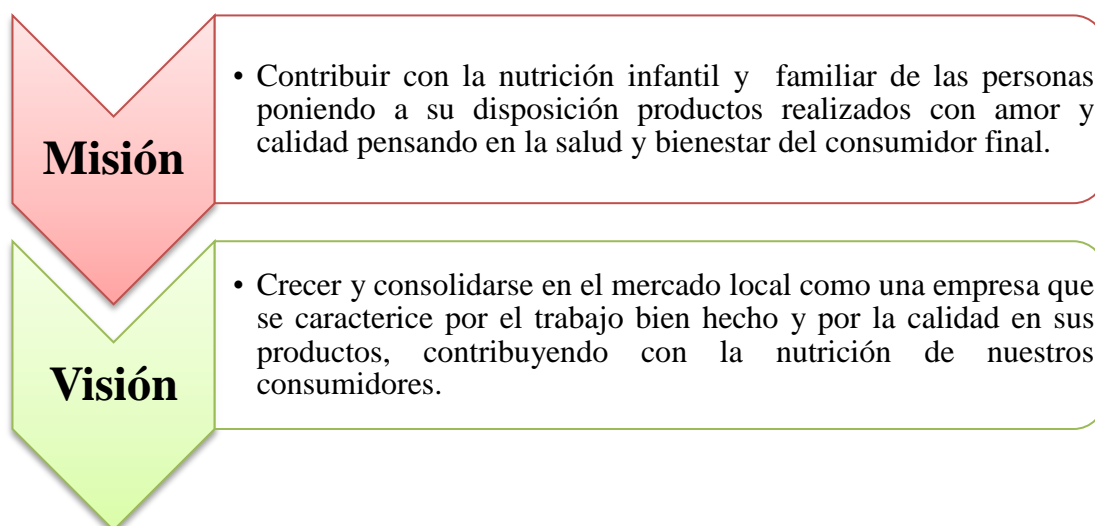 Misión
• Contribuir con la nutrición infantil y familiar de las personas
poniendo a su disposición productos realizados con amor y
calidad pensando en la salud y bienestar del consumidor final.
Visión
• Crecer y consolidarse en el mercado local como una empresa que
se caracterice por el trabajo bien hecho y por la calidad en sus
productos, contribuyendo con la nutrición de nuestros
consumidores.